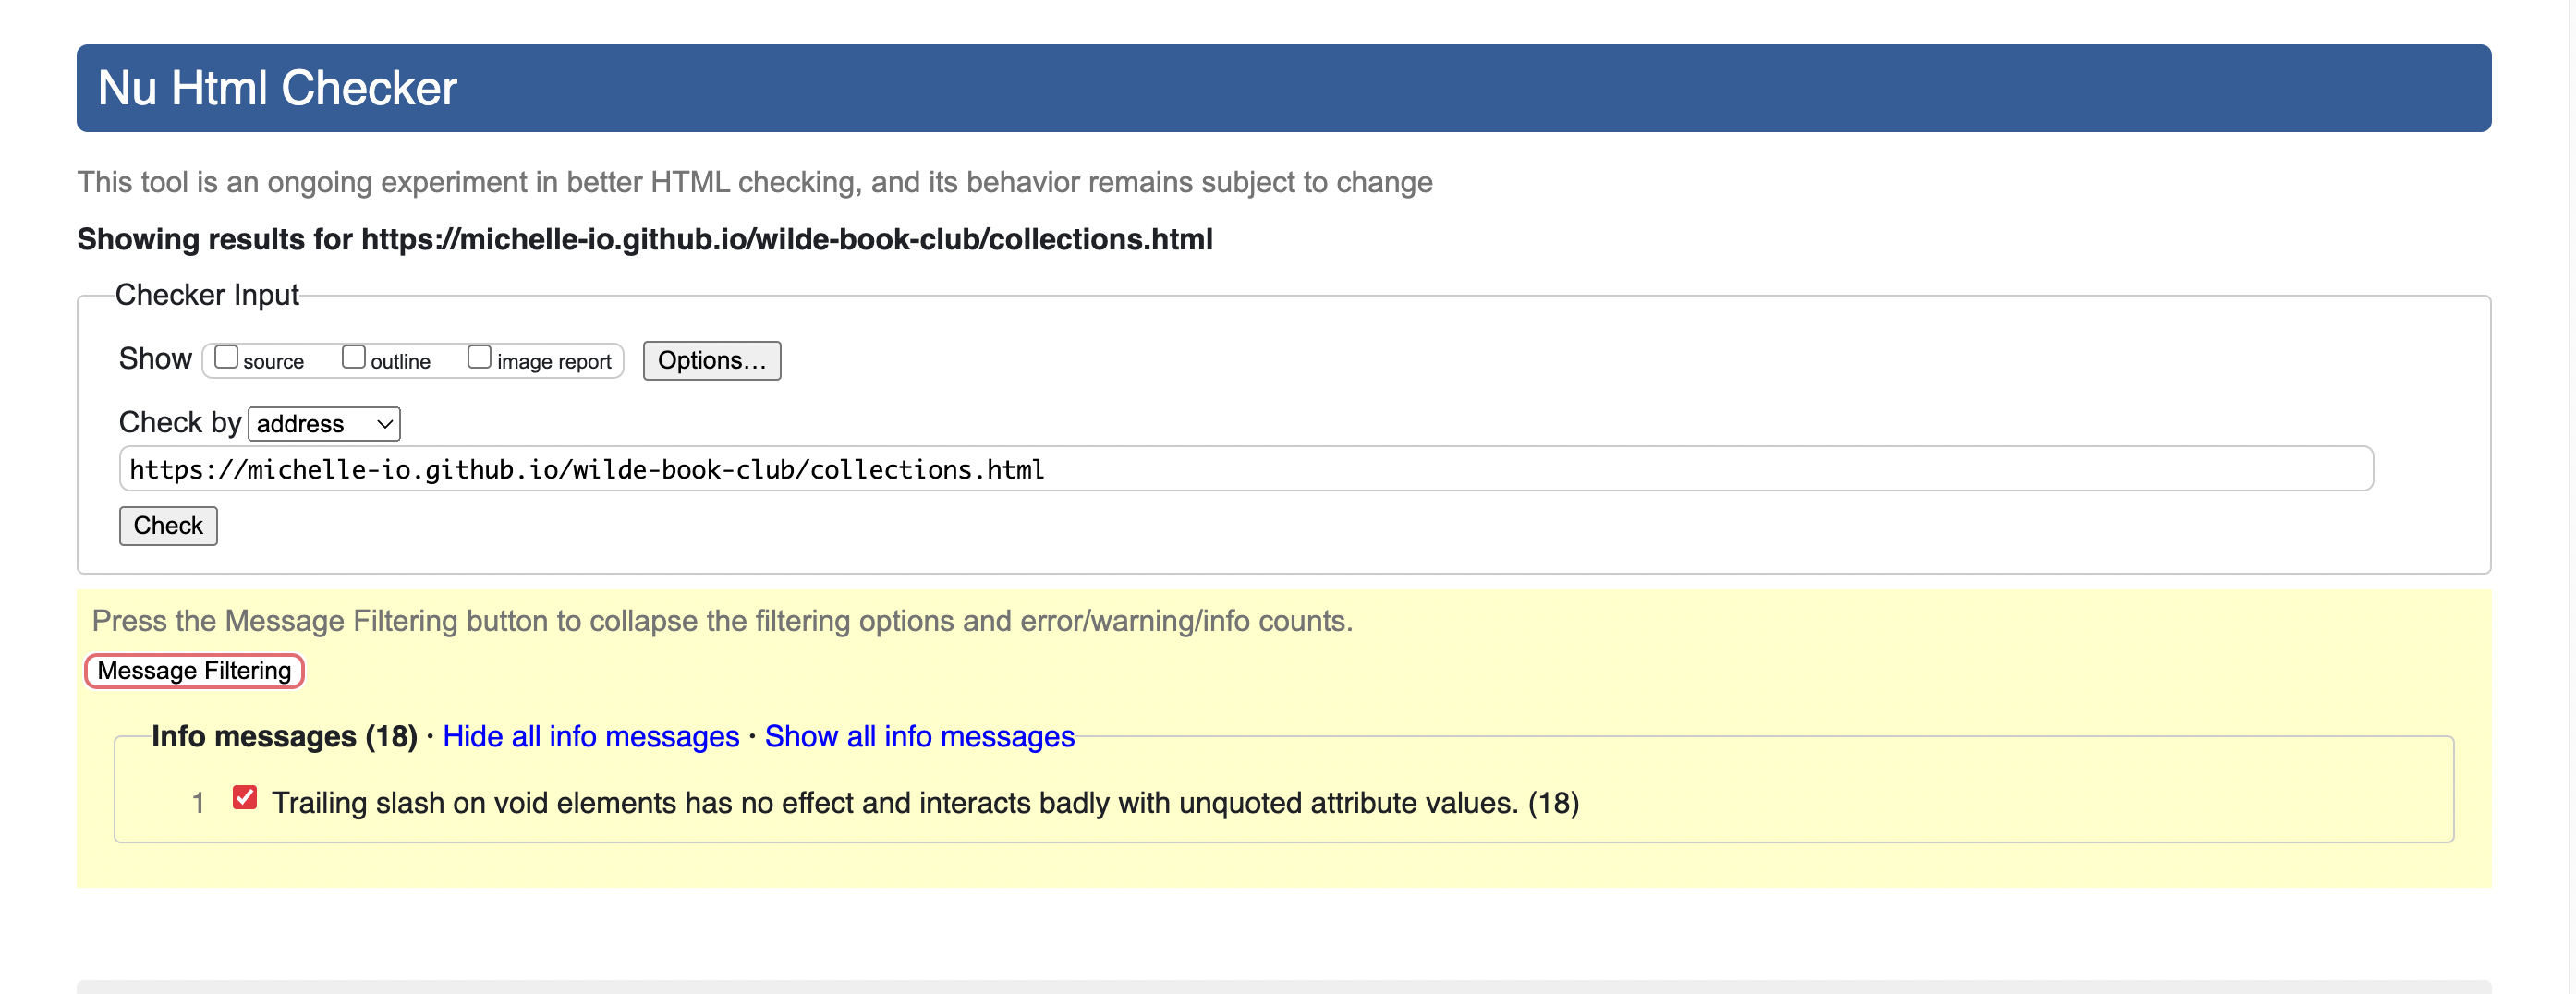 Nu Html Checker
This tool is an ongoing experiment in better HTML checking, and its behavior remains subject to change
Showing results for https://michelle-io.github.io/wilde-book-club/collections.html
Checker Input
Show source outline image report Options...
Check by address
https://michelle-io.github.io/wilde-book-club/collections.html
Check
Press the Message Filtering button to collapse the filtering options and error/warning/info counts.
Message Filtering
Info messages (18) · Hide all info messages · Show all info messages
1 Trailing slash on void elements has no effect and interacts badly with unquoted attribute values. (18)